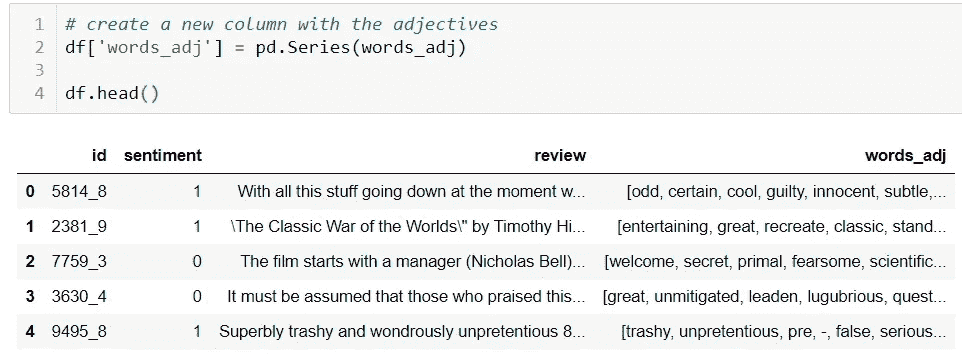 1 # create a new column with the adjectives
2 df['words_adj'] = pd.Series(words_adj)
3
4 df.head()
id sentiment review words_adj
0 5814_8 1 With all this stuff going down at the moment w... [odd, certain, cool, guilty, innocent, subtle,...
1 2381_9 1 \The Classic War of the Worlds\" by Timothy Hi... [entertaining, great, recreate, classic, stand...
2 7759_3 0 The film starts with a manager (Nicholas Bell)... [welcome, secret, primal, fearsome, scientific...
3 3630_4 0 It must be assumed that those who praised this... [great, unmitigated, leaden, lugubrious, quest...
4 9495_8 1 Superbly trashy and wondrously unpretentious 8... [trashy, unpretentious, pre, -, false, serious...